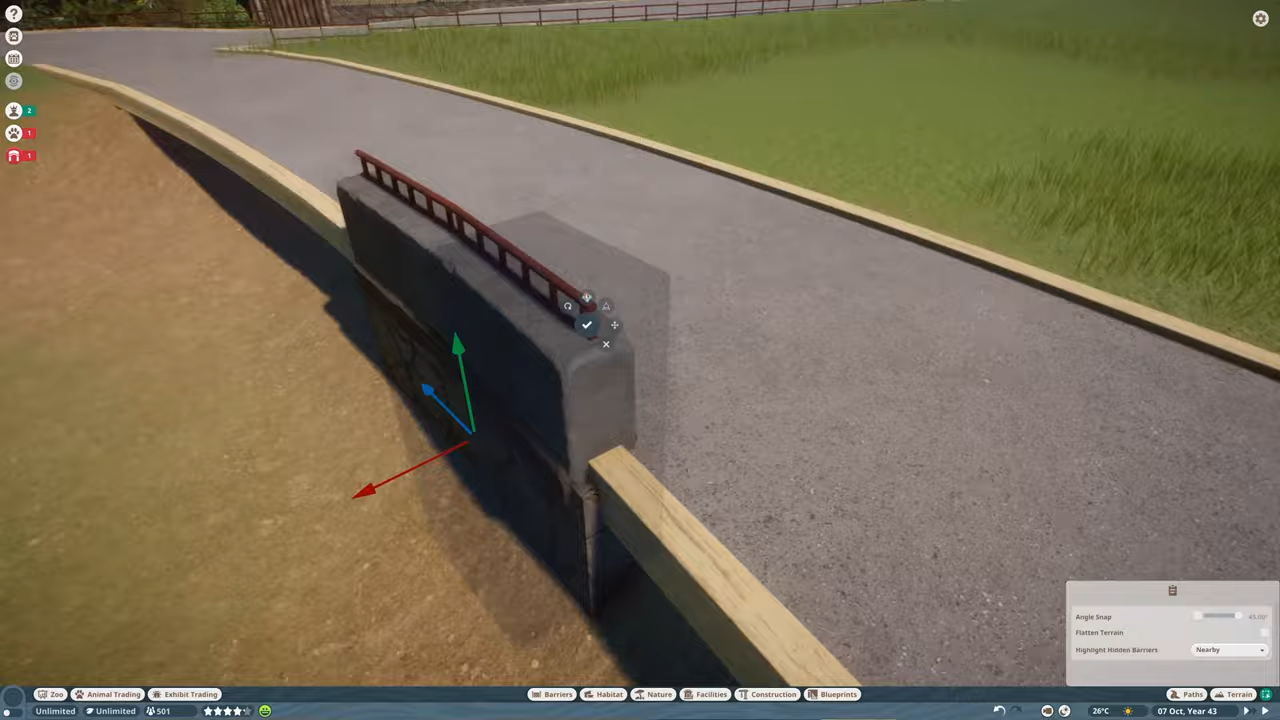 ?
2
1
1
Angle Snap 45.00°
Flatten Terrain
Highlight Hidden Barriers Nearby
Zoo Animal Trading Exhibit Trading Barriers Habitat Nature Facilities Construction Blueprints Paths Terrain
Unlimited Unlimited 501 26°C 07 Oct, Year 43